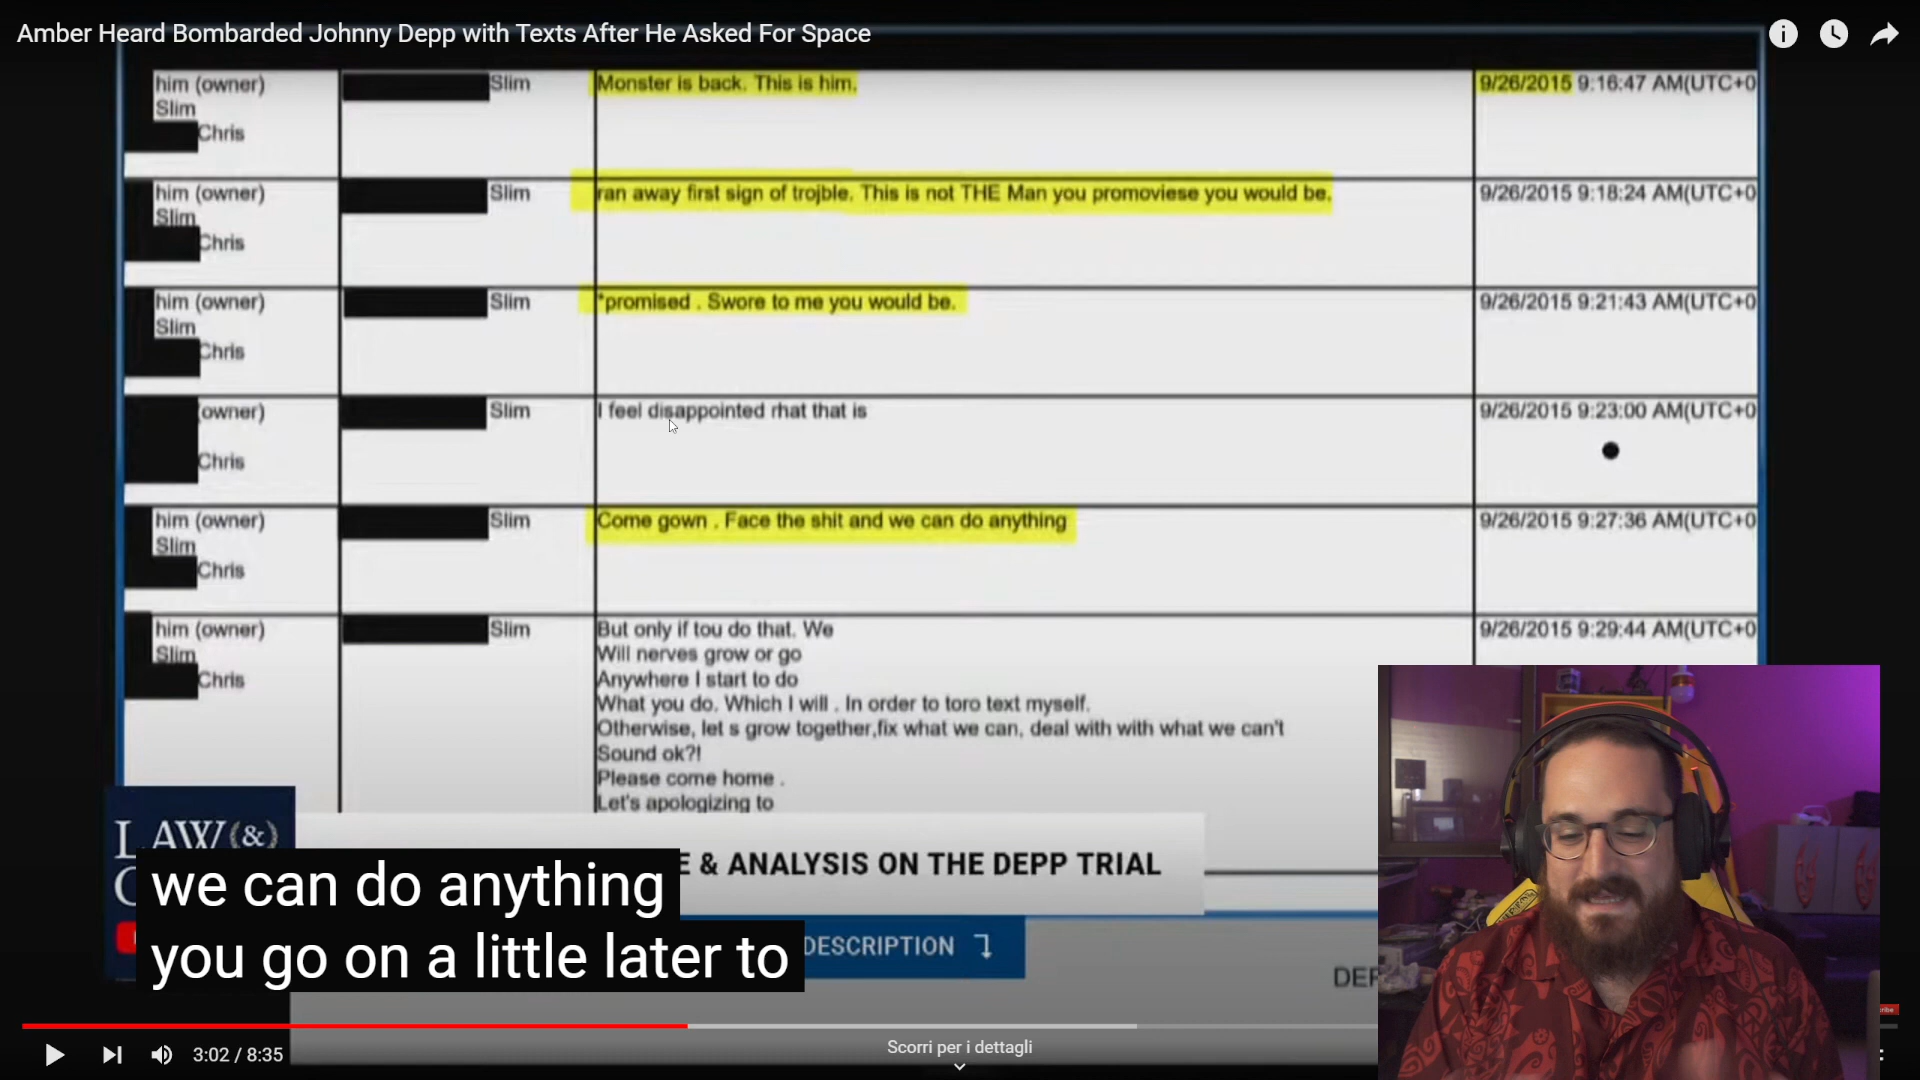 Amber Heard Bombarded Johnny Depp with Texts After He Asked For Space
him (owner) Slim Monster is back. This is him. 9/26/2015 9:16:47 AM(UTC+0
Slim
Chris
him (owner) Slim ran away first sign of trojble. This is not THE Man you promoviese you would be. 9/26/2015 9:18:24 AM(UTC+0
Slim
Chris
him (owner) Slim *promised . Swore to me you would be. 9/26/2015 9:21:43 AM(UTC+0
Slim
Chris
(owner) Slim I feel disappointed rhat that is 9/26/2015 9:23:00 AM(UTC+0
Chris
him (owner) Slim Come gown . Face the shit and we can do anything 9/26/2015 9:27:36 AM(UTC+0
Slim
Chris
him (owner) Slim But only if tou do that. We 9/26/2015 9:29:44 AM(UTC+0
Slim Will nerves grow or go
Chris Anywhere I start to do
What you do. Which I will . In order to toro text myself.
Otherwise, let s grow together,fix what we can, deal with with what we can't
Sound ok?!
Please come home .
Let's apologizing to
LAW (&)
E & ANALYSIS ON THE DEPP TRIAL
we can do anything
you go on a little later to
DESCRIPTION
DEP
3:02 / 8:35
Scorri per i dettagli